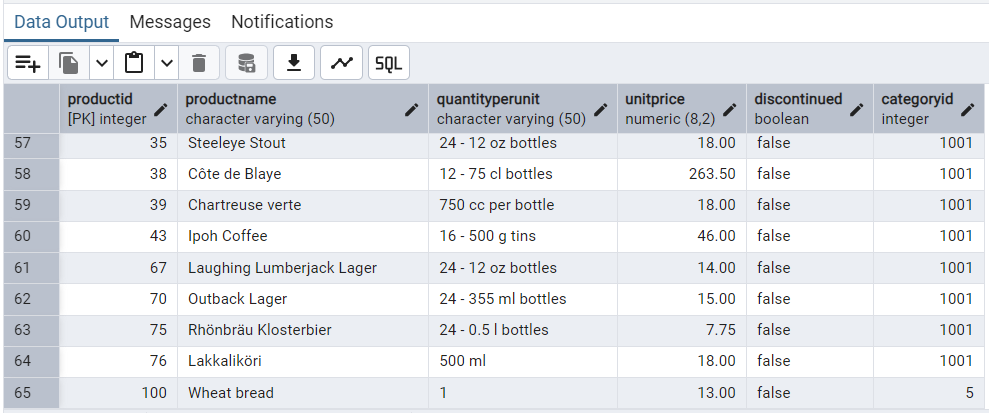 Data Output Messages Notifications
SQL
productid productname quantityperunit unitprice discontinued categoryid
[PK] integer character varying (50) character varying (50) numeric (8,2) boolean integer
57 35 Steeleye Stout 24 - 12 oz bottles 18.00 false 1001
58 38 Côte de Blaye 12 - 75 cl bottles 263.50 false 1001
59 39 Chartreuse verte 750 cc per bottle 18.00 false 1001
60 43 Ipoh Coffee 16 - 500 g tins 46.00 false 1001
61 67 Laughing Lumberjack Lager 24 - 12 oz bottles 14.00 false 1001
62 70 Outback Lager 24 - 355 ml bottles 15.00 false 1001
63 75 Rhönbräu Klosterbier 24 - 0.5 l bottles 7.75 false 1001
64 76 Lakkaliköri 500 ml 18.00 false 1001
65 100 Wheat bread 1 13.00 false 5